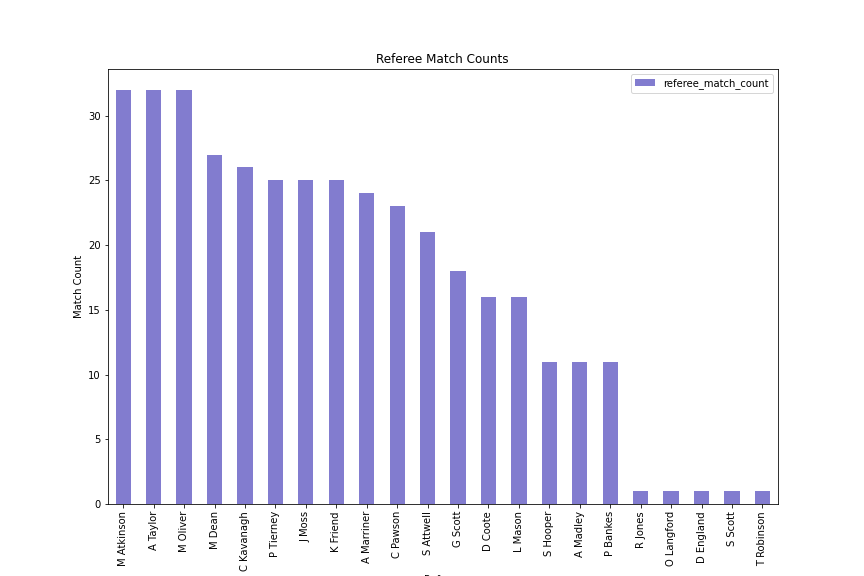 Referee Match Counts
referee_match_count
Match Count
30
25
20
15
10
5
0
M Atkinson
A Taylor
M Oliver
M Dean
C Kavanagh
P Tierney
J Moss
K Friend
A Marriner
C Pawson
S Attwell
G Scott
D Coote
L Mason
S Hooper
A Madley
P Bankes
R Jones
O Langford
D England
S Scott
T Robinson